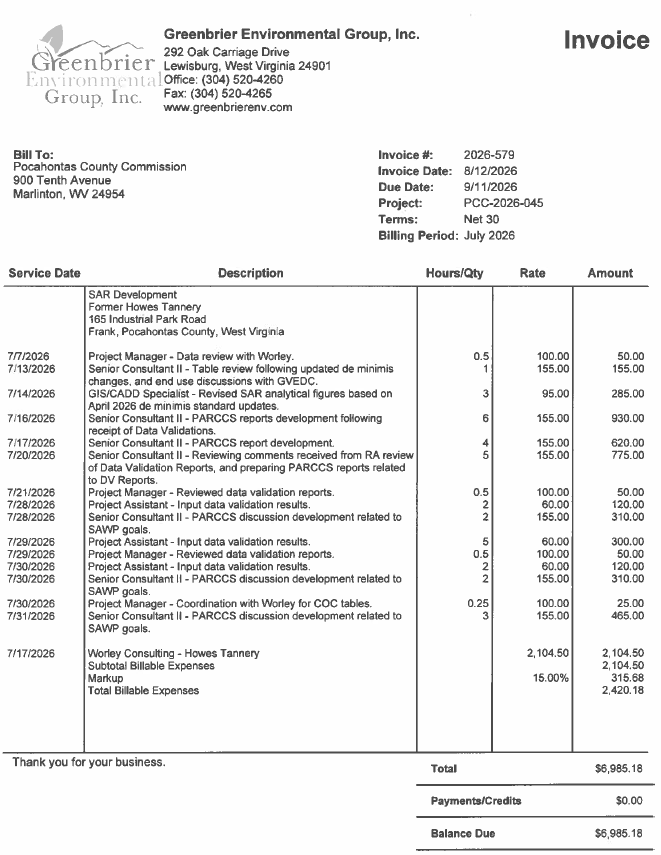 Greenbrier
Environmental
Group, Inc.
Greenbrier Environmental Group, Inc.
292 Oak Carriage Drive
Lewisburg, West Virginia 24901
Office: (304) 520-4260
Fax: (304) 520-4265
www.greenbrierenv.com
Invoice
Bill To:
Pocahontas County Commission
900 Tenth Avenue
Marlinton, WV 24954
Invoice #: 2026-579
Invoice Date: 8/12/2026
Due Date: 9/11/2026
Project: PCC-2026-045
Terms: Net 30
Billing Period: July 2026
Service Date Description Hours/Qty Rate Amount
SAR Development
Former Howes Tannery
165 Industrial Park Road
Frank, Pocahontas County, West Virginia
7/7/2026 Project Manager - Data review with Worley. 0.5 100.00 50.00
7/13/2026 Senior Consultant II - Table review following updated de minimis 1 155.00 155.00
changes, and end use discussions with GVEDC.
7/14/2026 GIS/CADD Specialist - Revised SAR analytical figures based on 3 95.00 285.00
April 2026 de minimis standard updates.
7/16/2026 Senior Consultant II - PARCCS reports development following 6 155.00 930.00
receipt of Data Validations.
7/17/2026 Senior Consultant II - PARCCS report development. 4 155.00 620.00
7/20/2026 Senior Consultant II - Reviewing comments received from RA review 5 155.00 775.00
of Data Validation Reports, and preparing PARCCS reports related
to DV Reports.
7/21/2026 Project Manager - Reviewed data validation reports. 0.5 100.00 50.00
7/28/2026 Project Assistant - Input data validation results. 2 60.00 120.00
7/28/2026 Senior Consultant II - PARCCS discussion development related to 2 155.00 310.00
SAWP goals.
7/29/2026 Project Assistant - Input data validation results. 5 60.00 300.00
7/29/2026 Project Manager - Reviewed data validation reports. 0.5 100.00 50.00
7/30/2026 Project Assistant - Input data validation results. 2 60.00 120.00
7/30/2026 Senior Consultant II - PARCCS discussion development related to 2 155.00 310.00
SAWP goals.
7/30/2026 Project Manager - Coordination with Worley for COC tables. 0.25 100.00 25.00
7/31/2026 Senior Consultant II - PARCCS discussion development related to 3 155.00 465.00
SAWP goals.
7/17/2026 Worley Consulting - Howes Tannery 2,104.50 2,104.50
Subtotal Billable Expenses 2,104.50
Markup 15.00% 315.68
Total Billable Expenses 2,420.18
Thank you for your business.
Total $6,985.18
Payments/Credits $0.00
Balance Due $6,985.18